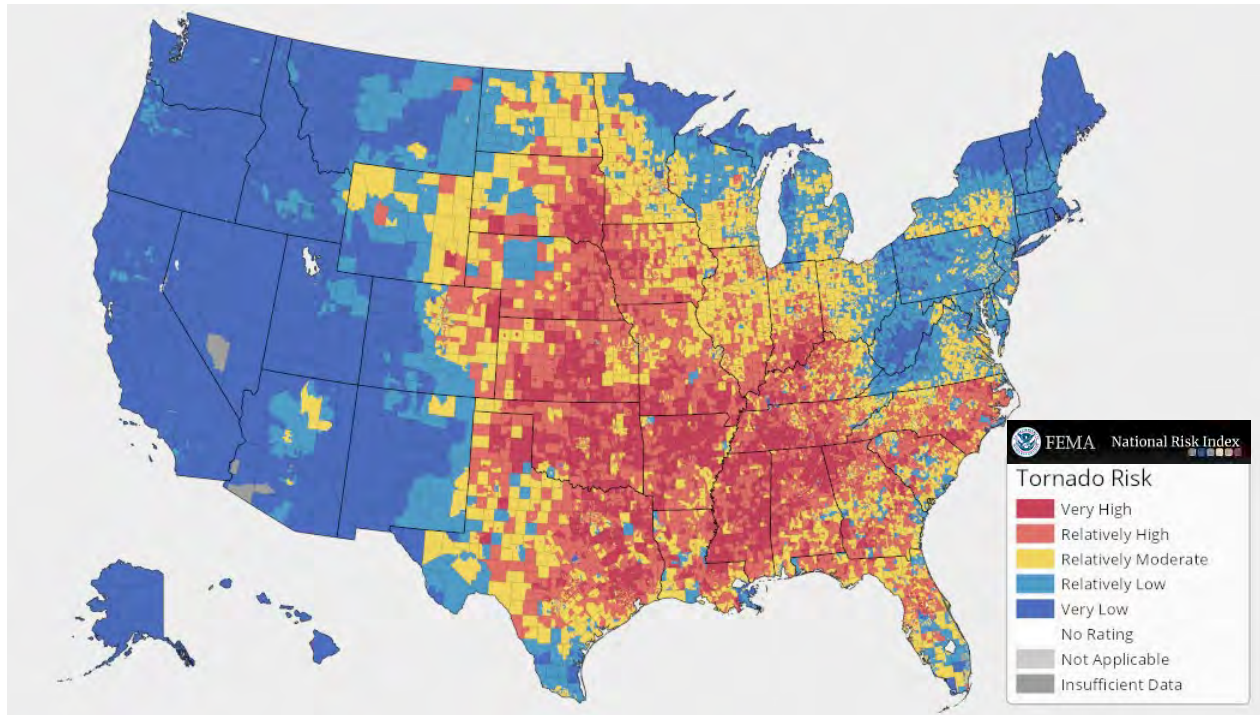 FEMA National Risk Index
Tornado Risk
Very High
Relatively High
Relatively Moderate
Relatively Low
Very Low
No Rating
Not Applicable
Insufficient Data